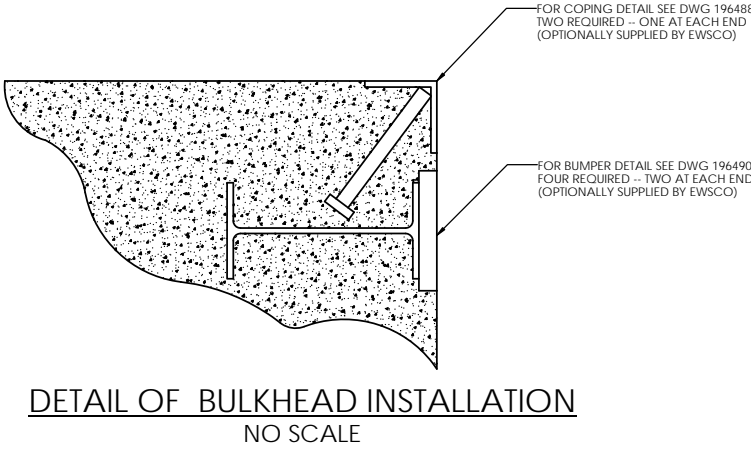 FOR COPING DETAIL SEE DWG 196488
TWO REQUIRED -- ONE AT EACH END
(OPTIONALLY SUPPLIED BY EWSCO)
FOR BUMPER DETAIL SEE DWG 196490
FOUR REQUIRED -- TWO AT EACH END
(OPTIONALLY SUPPLIED BY EWSCO)
DETAIL OF BULKHEAD INSTALLATION
NO SCALE